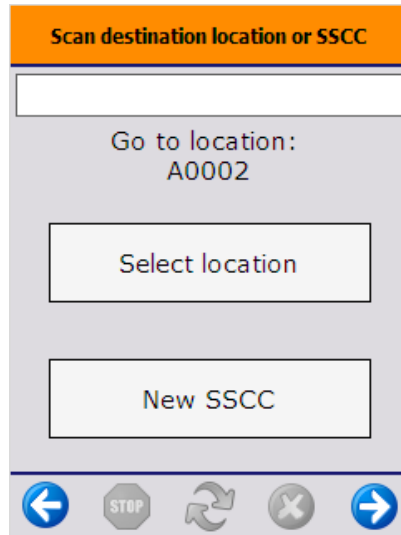 Scan destination location or SSCC
Go to location:
A0002
Select location
New SSCC
STOP